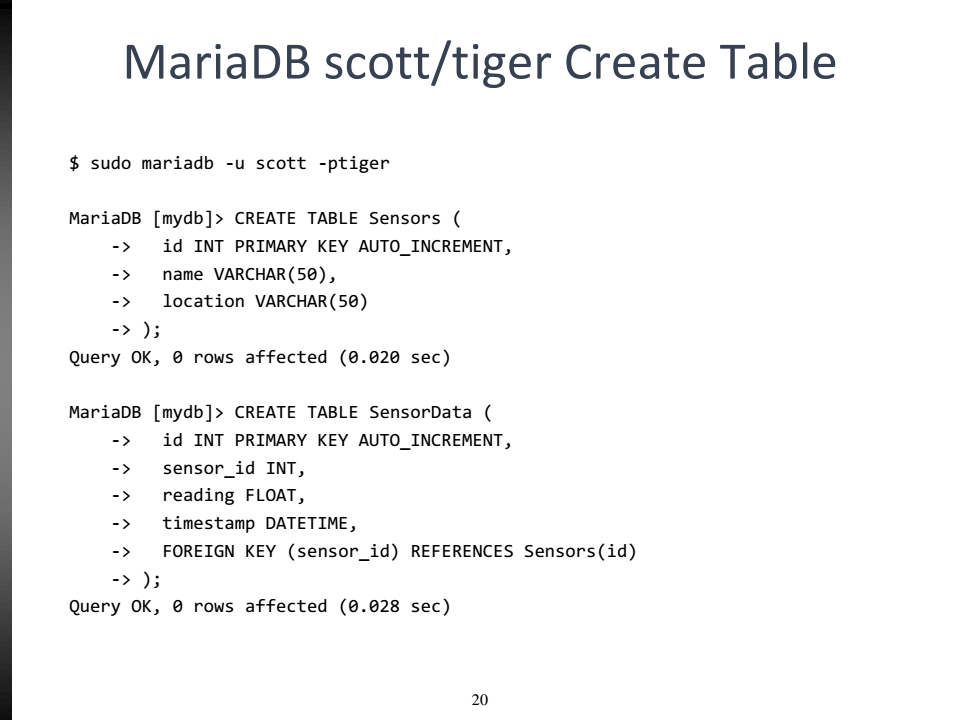 MariaDB scott/tiger Create Table
$ sudo mariadb -u scott -ptiger
MariaDB [mydb]> CREATE TABLE Sensors (
    ->   id INT PRIMARY KEY AUTO_INCREMENT,
    ->   name VARCHAR(50),
    ->   location VARCHAR(50)
    -> );
Query OK, 0 rows affected (0.020 sec)
MariaDB [mydb]> CREATE TABLE SensorData (
    ->   id INT PRIMARY KEY AUTO_INCREMENT,
    ->   sensor_id INT,
    ->   reading FLOAT,
    ->   timestamp DATETIME,
    ->   FOREIGN KEY (sensor_id) REFERENCES Sensors(id)
    -> );
Query OK, 0 rows affected (0.028 sec)
20